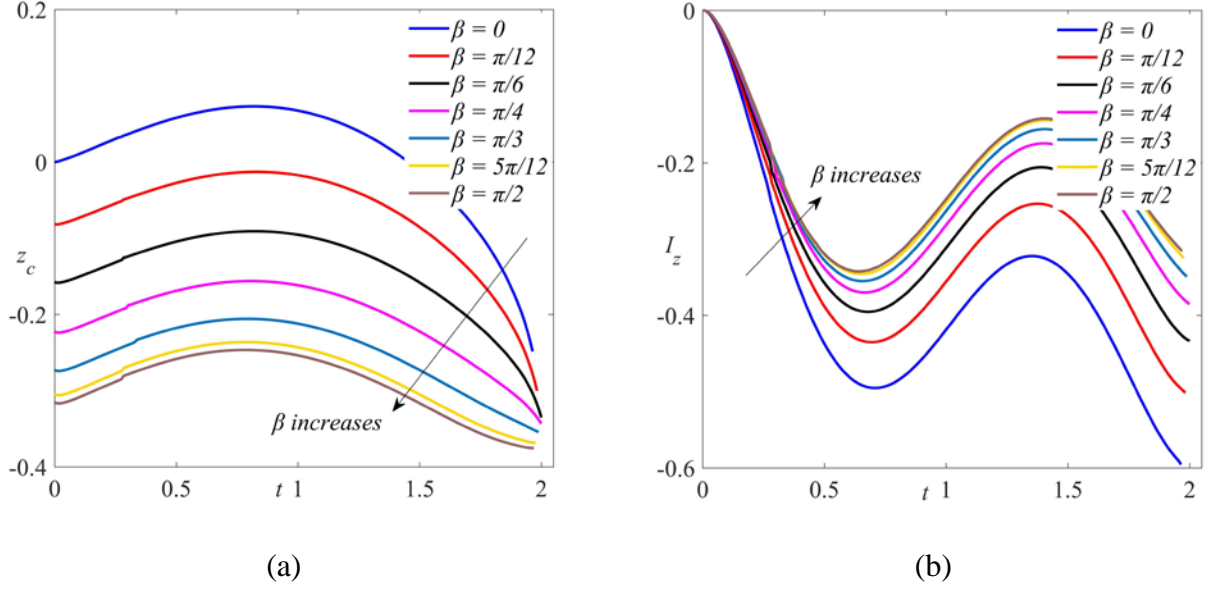 0.2
0
-0.2
-0.4
z_c
β = 0
β = π/12
β = π/6
β = π/4
β = π/3
β = 5π/12
β = π/2
β increases
0 0.5 t 1 1.5 2
(a)
0
-0.2
-0.4
-0.6
I_z
β = 0
β = π/12
β = π/6
β = π/4
β = π/3
β = 5π/12
β = π/2
β increases
0 0.5 t 1 1.5 2
(b)